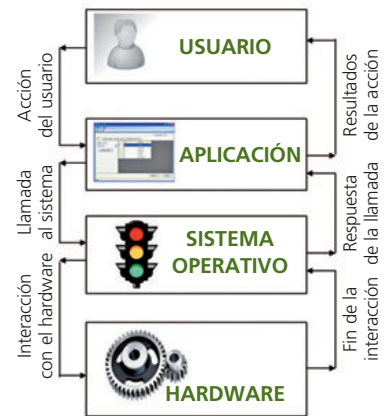 USUARIO
Acción
del usuario
Resultados
de la acción
APLICACIÓN
Llamada
al sistema
Respuesta
de la llamada
SISTEMA
OPERATIVO
Interacción
con el hardware
Fin de la
interacción
HARDWARE